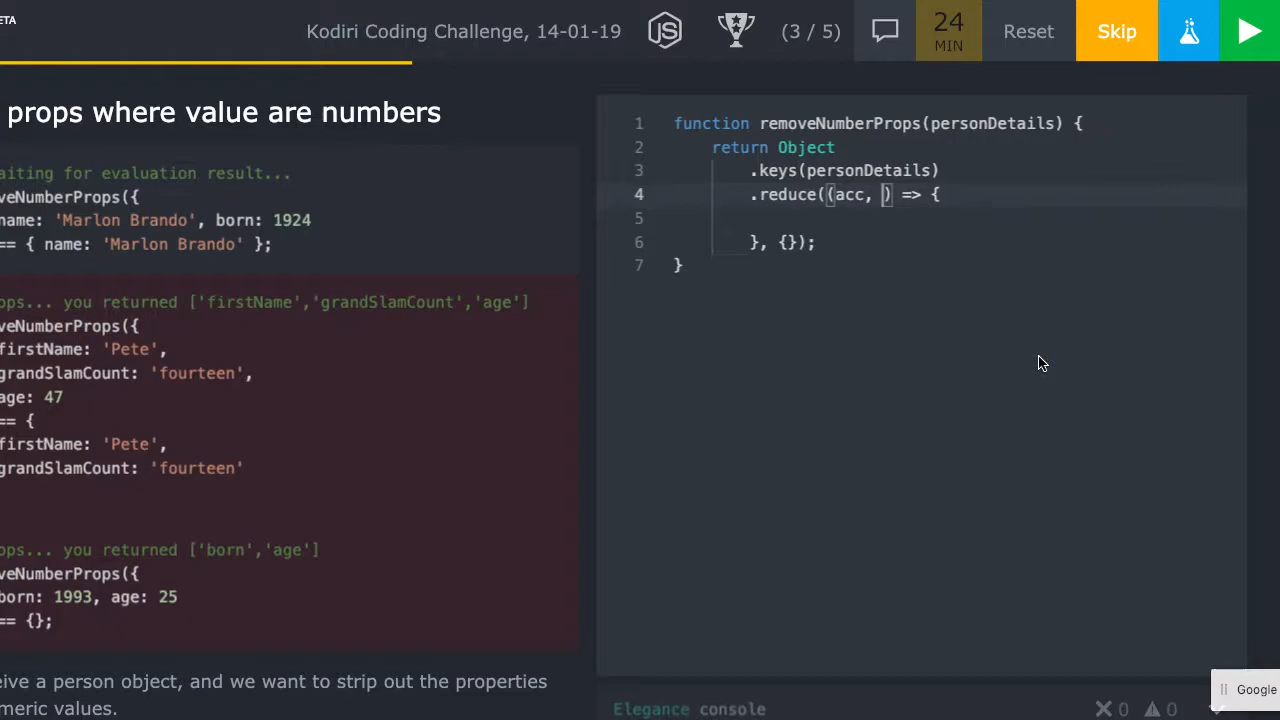 ETA
Kodiri Coding Challenge, 14-01-19
JS
(3 / 5)
24
MIN
Reset
Skip
props where value are numbers
aiting for evaluation result...
veNumberProps({
name: 'Marlon Brando', born: 1924
== { name: 'Marlon Brando' };
ops... you returned ['firstName','grandSlamCount','age']
veNumberProps({
firstName: 'Pete',
grandSlamCount: 'fourteen',
age: 47
== {
firstName: 'Pete',
grandSlamCount: 'fourteen'
ops... you returned ['born','age']
veNumberProps({
born: 1993, age: 25
== {};
eive a person object, and we want to strip out the properties
meric values.
1 function removeNumberProps(personDetails) {
2 return Object
3 .keys(personDetails)
4 .reduce((acc, ) => {
5
6 }, {});
7 }
Elegance console
0 0
Google